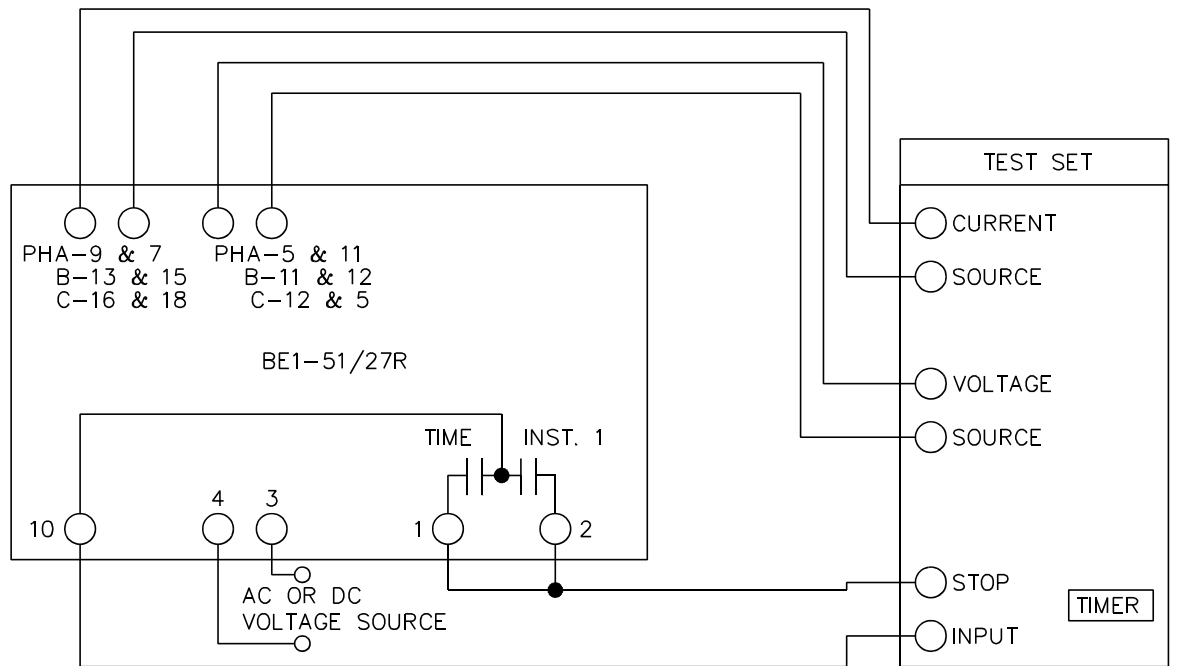 TEST SET
CURRENT
PHA-9 & 7 PHA-5 & 11
B-13 & 15 B-11 & 12
SOURCE
C-16 & 18 C-12 & 5
BE1-51/27R
VOLTAGE
TIME INST. 1
SOURCE
4 3
10 1 2
STOP
AC OR DC
TIMER
VOLTAGE SOURCE
INPUT